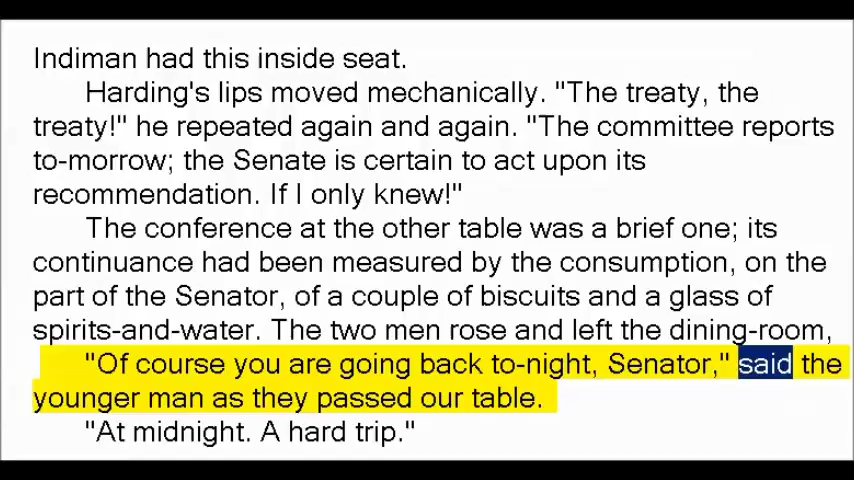 Indiman had this inside seat.
Harding's lips moved mechanically. "The treaty, the
treaty!" he repeated again and again. "The committee reports
to-morrow; the Senate is certain to act upon its
recommendation. If I only knew!"
The conference at the other table was a brief one; its
continuance had been measured by the consumption, on the
part of the Senator, of a couple of biscuits and a glass of
spirits-and-water. The two men rose and left the dining-room,
"Of course you are going back to-night, Senator," said the
younger man as they passed our table.
"At midnight. A hard trip."